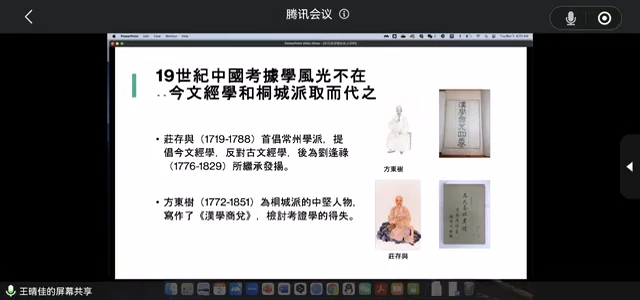 腾讯会议
19世紀中國考據學風光不在
..今文經學和桐城派取而代之
• 莊存與（1719-1788）首倡常州學派，提
倡今文經學，反對古文經學，後為劉逢祿
（1776-1829）所繼承發揚。
• 方東樹（1772-1851）為桐城派的中堅人物，
寫作了《漢學商兌》，檢討考證學的得失。
方東樹
莊存與
王晴佳的屏幕共享